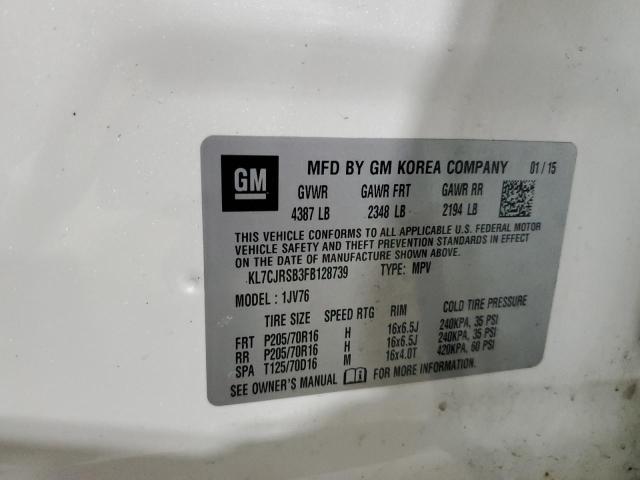 GM
MFD BY GM KOREA COMPANY 01/15
GVWR GAWR FRT GAWR RR
4387 LB 2348 LB 2194 LB
THIS VEHICLE CONFORMS TO ALL APPLICABLE U.S. FEDERAL MOTOR
VEHICLE SAFETY AND THEFT PREVENTION STANDARDS IN EFFECT
ON THE DATE OF MANUFACTURE SHOWN ABOVE.
KL7CJRSB3FB128739 TYPE: MPV
MODEL : 1JV76
TIRE SIZE SPEED RTG RIM COLD TIRE PRESSURE
FRT P205/70R16 H 16x6.5J 240KPA, 35 PSI
RR P205/70R16 H 16x6.5J 240KPA, 35 PSI
SPA T125/70D16 M 16x4.0T 420KPA, 60 PSI
SEE OWNER'S MANUAL FOR MORE INFORMATION.